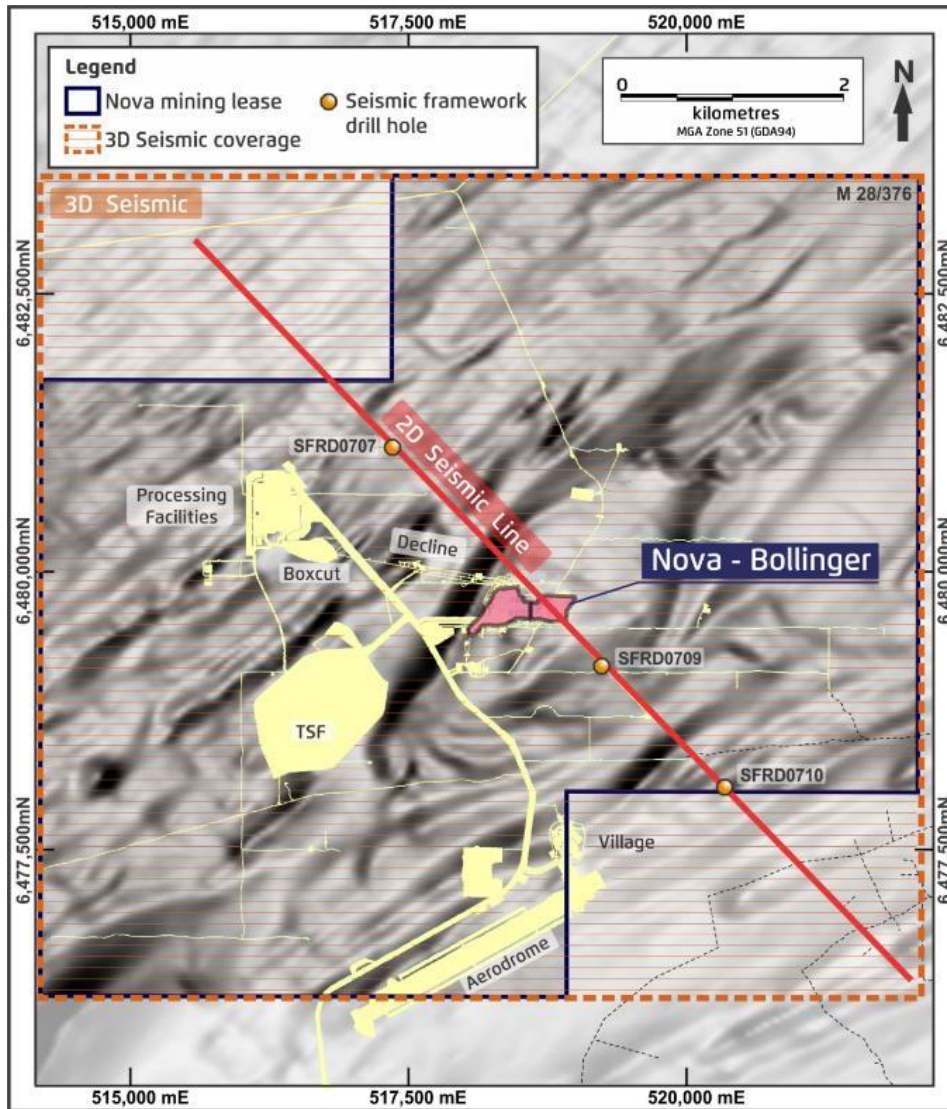 515,000 mE
517,500 mE
520,000 mE
Legend
Nova mining lease
3D Seismic coverage
Seismic framework
drill hole
0
2
kilometres
MGA Zone 51 (GDA94)
N
3D Seismic
M 28/376
6,482,500mN
6,482,500mN
SFRD0707
2D Seismic Line
Processing
Facilities
Decline
Boxcut
Nova - Bollinger
6,480,000mN
6,480,000mN
SFRD0709
TSF
SFRD0710
Village
6,477,500mN
6,477,500mN
Aerodrome
515,000 mE
517,500 mE
520,000 mE